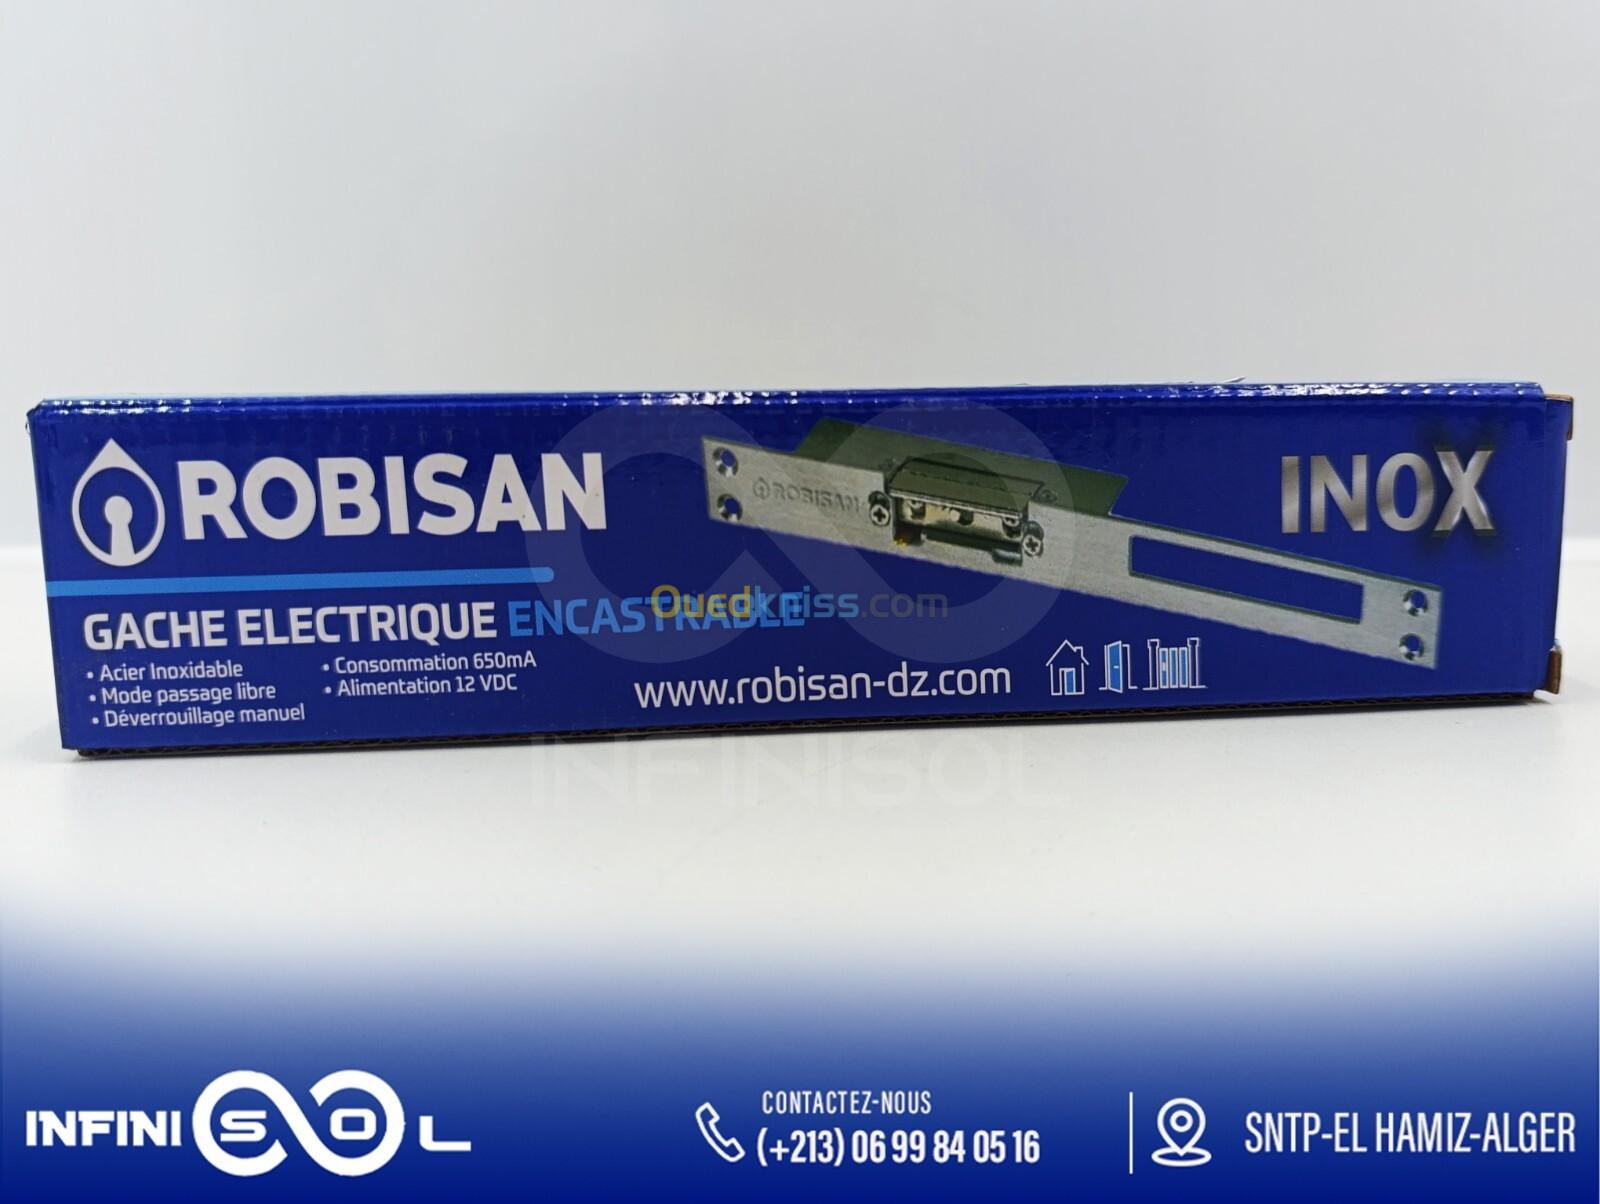 ROBISAN
INOX
ROBISAN
GACHE ELECTRIQUE ENCASTRABLE
• Acier Inoxidable
• Mode passage libre
• Déverrouillage manuel
• Consommation 650mA
• Alimentation 12 VDC
www.robisan-dz.com
Ouedkniss.com
INFINISOL
INFINISOL
CONTACTEZ-NOUS
(+213) 06 99 84 05 16
SNTP-EL HAMIZ-ALGER